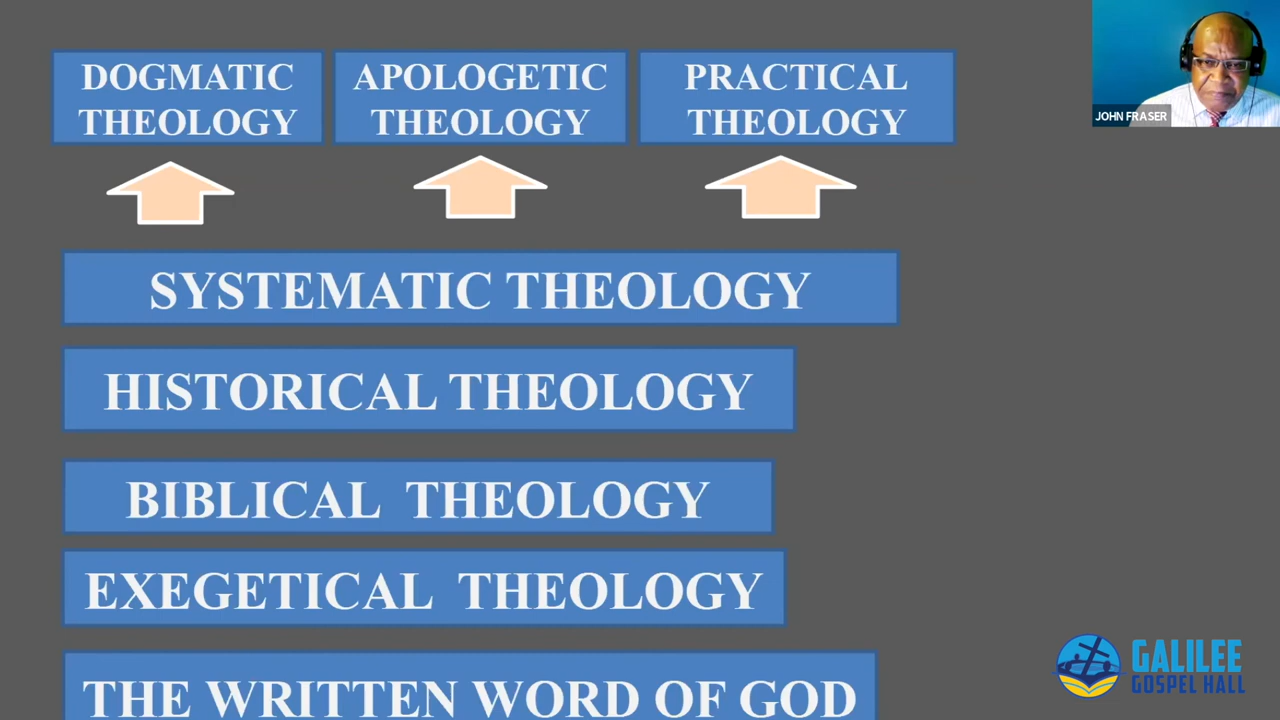 DOGMATIC
THEOLOGY
APOLOGETIC
THEOLOGY
PRACTICAL
THEOLOGY
JOHN FRASER
SYSTEMATIC THEOLOGY
HISTORICAL THEOLOGY
BIBLICAL THEOLOGY
EXEGETICAL THEOLOGY
THE WRITTEN WORD OF GOD
GALILEE
GOSPEL HALL